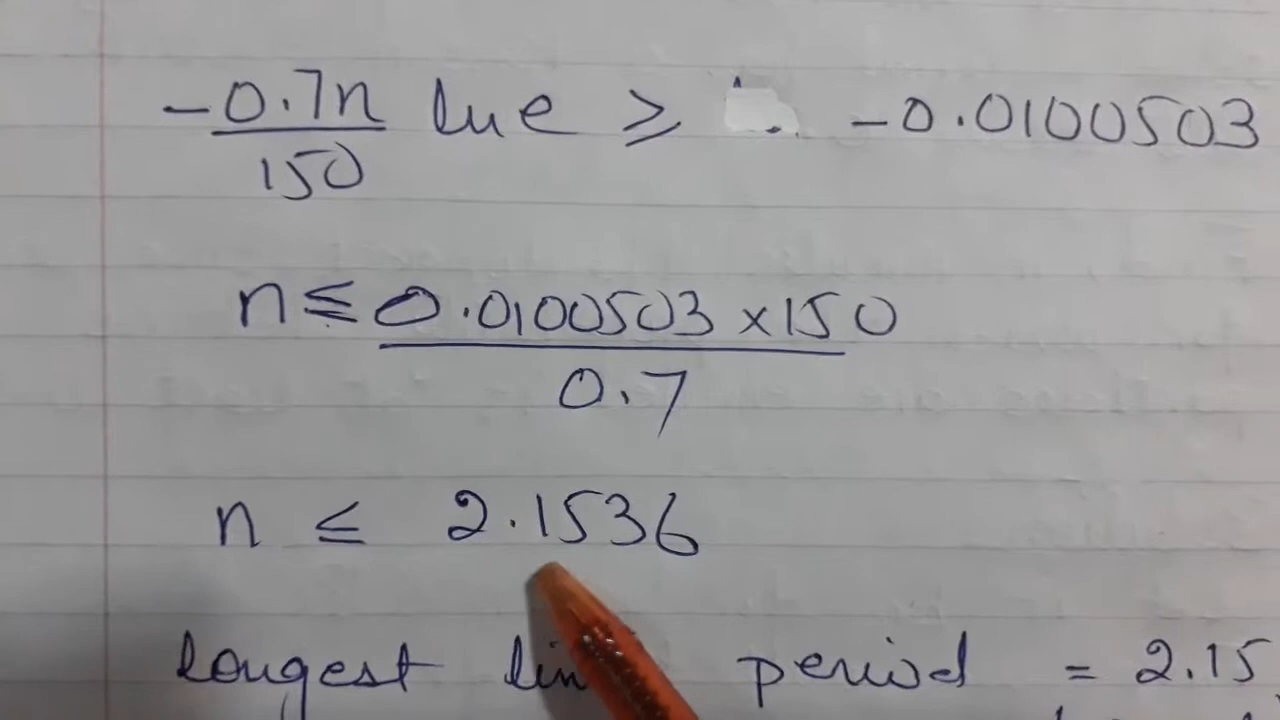 -0.7n/150 lne ≥ -0.0100503
n ≤ 0.0100503 × 150 / 0.7
n ≤ 2.1536
longest period = 2.15